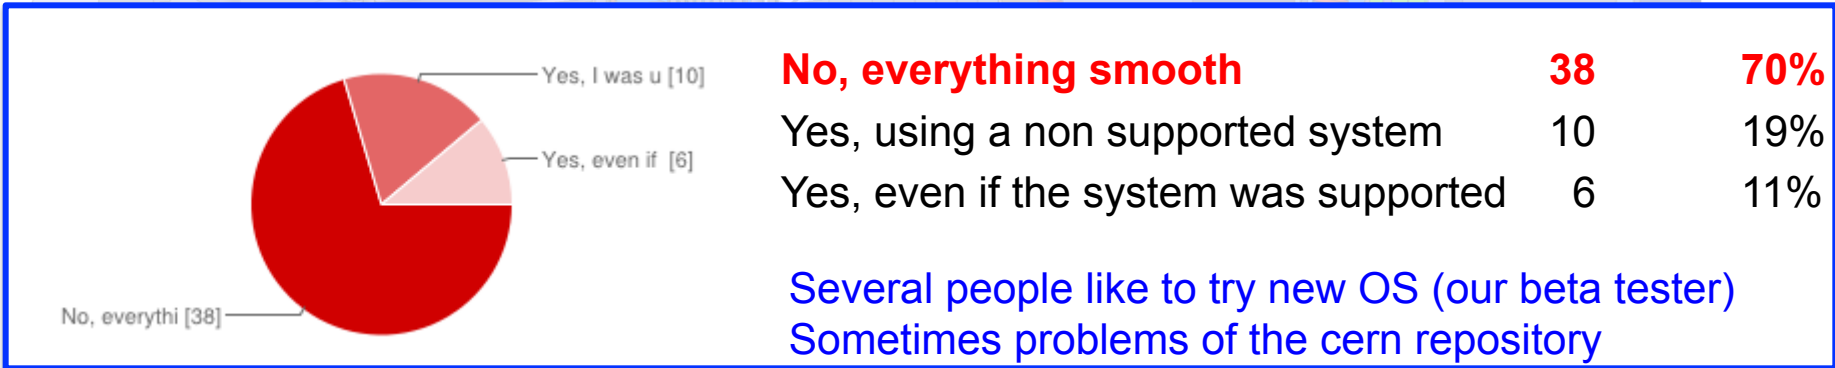 Yes, I was u [10]
Yes, even if [6]
No, everythi [38]
No, everything smooth 38 70%
Yes, using a non supported system 10 19%
Yes, even if the system was supported 6 11%
Several people like to try new OS (our beta tester)
Sometimes problems of the cern repository